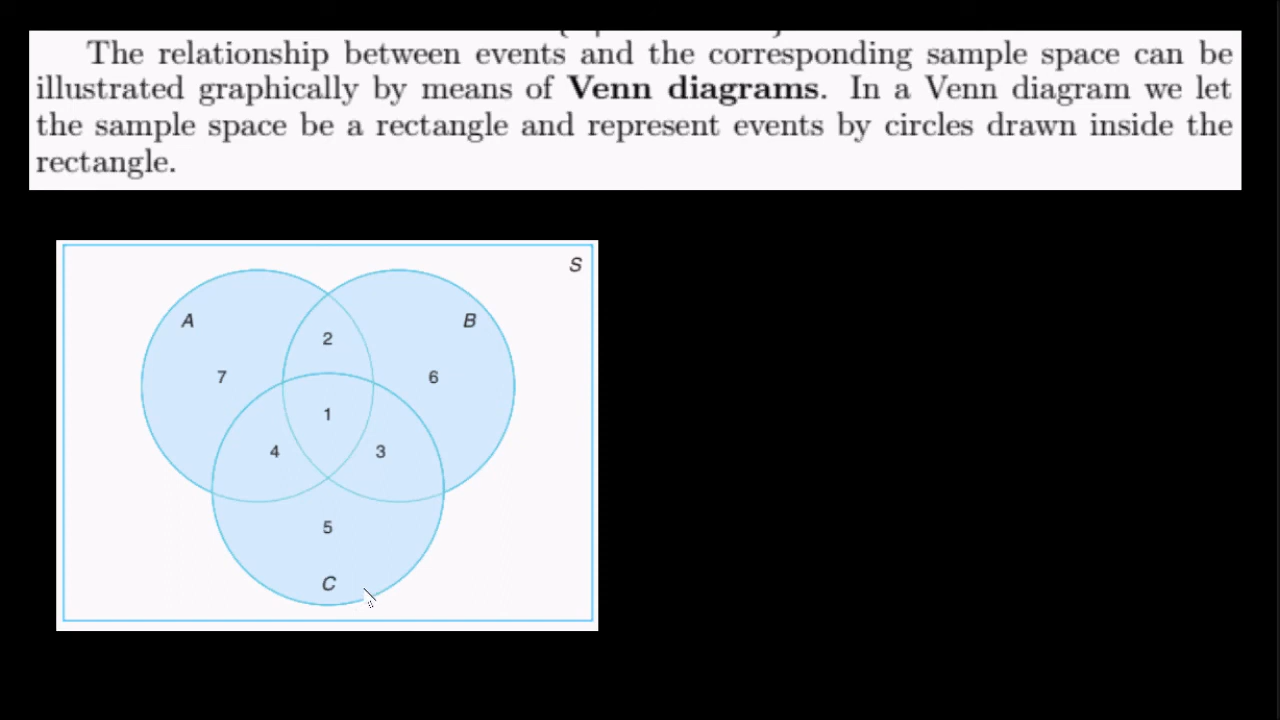 The relationship between events and the corresponding sample space can be
illustrated graphically by means of Venn diagrams. In a Venn diagram we let
the sample space be a rectangle and represent events by circles drawn inside the
rectangle.
S
A
B
2
7
6
1
4
3
5
C